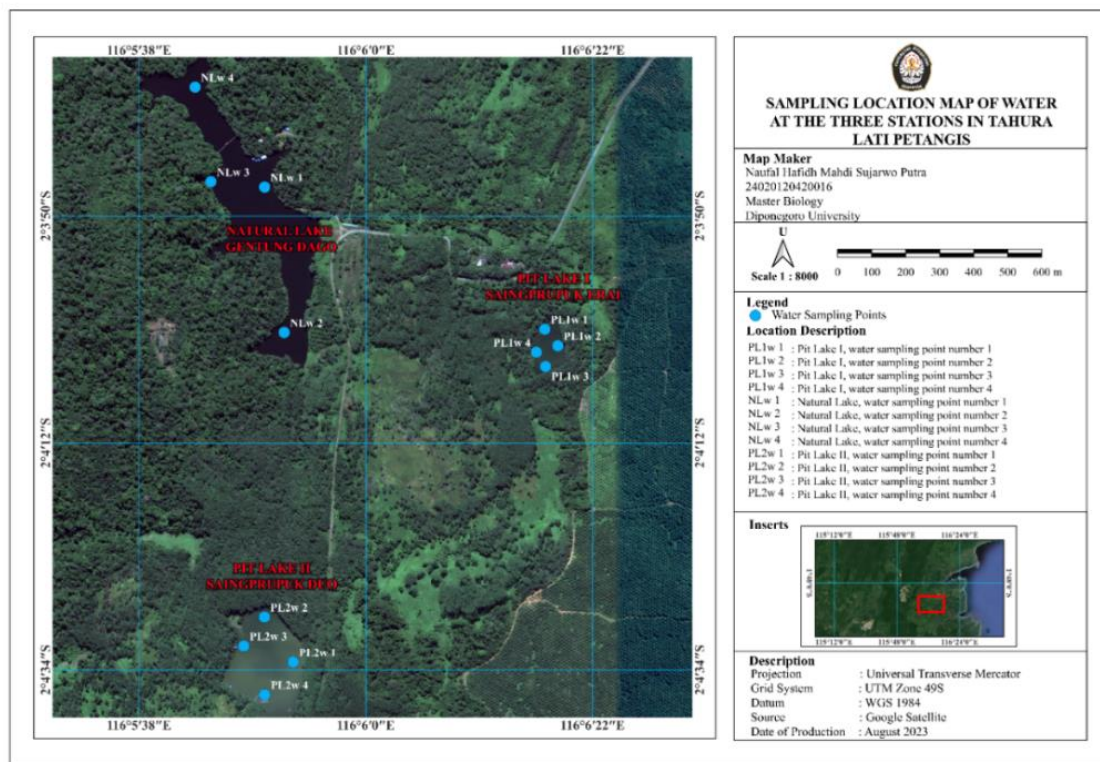 116°5'38"E 116°6'0"E 116°6'22"E
NLw 4
NLw 3
NLw 1
2°3'50"S 2°3'50"S
NATURAL LAKE
GENTUNG DAGO
PIT LAKE I
SAINGPRUPUK ERAI
NLw 2
PL1w 1
PL1w 2
PL1w 4
PL1w 3
2°4'12"S 2°4'12"S
PIT LAKE II
SAINGPRUPUK DUO
PL2w 2
PL2w 3
PL2w 1
2°4'34"S 2°4'34"S
PL2w 4
116°5'38"E 116°6'0"E 116°6'22"E
SAMPLING LOCATION MAP OF WATER
AT THE THREE STATIONS IN TAHURA
LATI PETANGIS
Map Maker
Naufal Hafidh Mahdi Sujarwo Putra
24020120420016
Master Biology
Diponegoro University
U
Scale 1 : 8000
0 100 200 300 400 500 600 m
Legend
Water Sampling Points
Location Description
PL1w 1 : Pit Lake I, water sampling point number 1
PL1w 2 : Pit Lake I, water sampling point number 2
PL1w 3 : Pit Lake I, water sampling point number 3
PL1w 4 : Pit Lake I, water sampling point number 4
NLw 1 : Natural Lake, water sampling point number 1
NLw 2 : Natural Lake, water sampling point number 2
NLw 3 : Natural Lake, water sampling point number 3
NLw 4 : Natural Lake, water sampling point number 4
PL2w 1 : Pit Lake II, water sampling point number 1
PL2w 2 : Pit Lake II, water sampling point number 2
PL2w 3 : Pit Lake II, water sampling point number 3
PL2w 4 : Pit Lake II, water sampling point number 4
Inserts
115°12'0"E 115°48'0"E 116°24'0"E
115°12'0"E 115°48'0"E 116°24'0"E
Description
Projection : Universal Transverse Mercator
Grid System : UTM Zone 49S
Datum : WGS 1984
Source : Google Satellite
Date of Production : August 2023